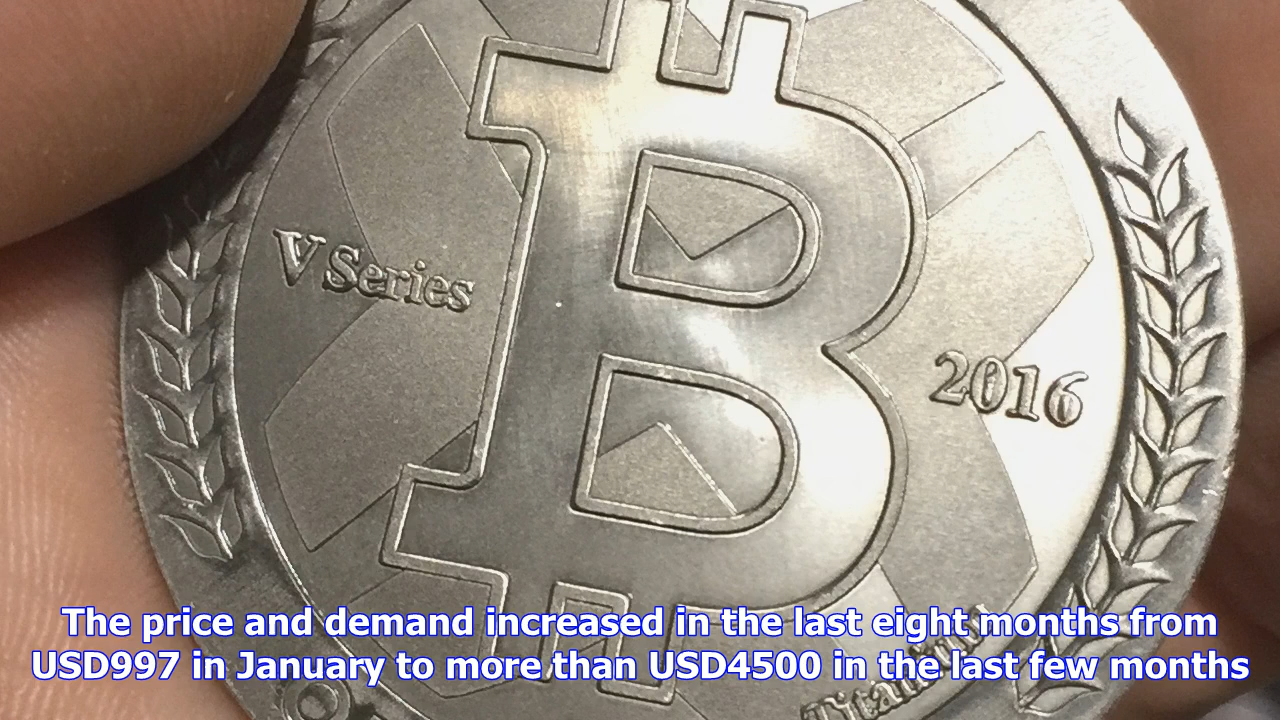 V Series
2016
Titanium
The price and demand increased in the last eight months from
USD997 in January to more than USD4500 in the last few months